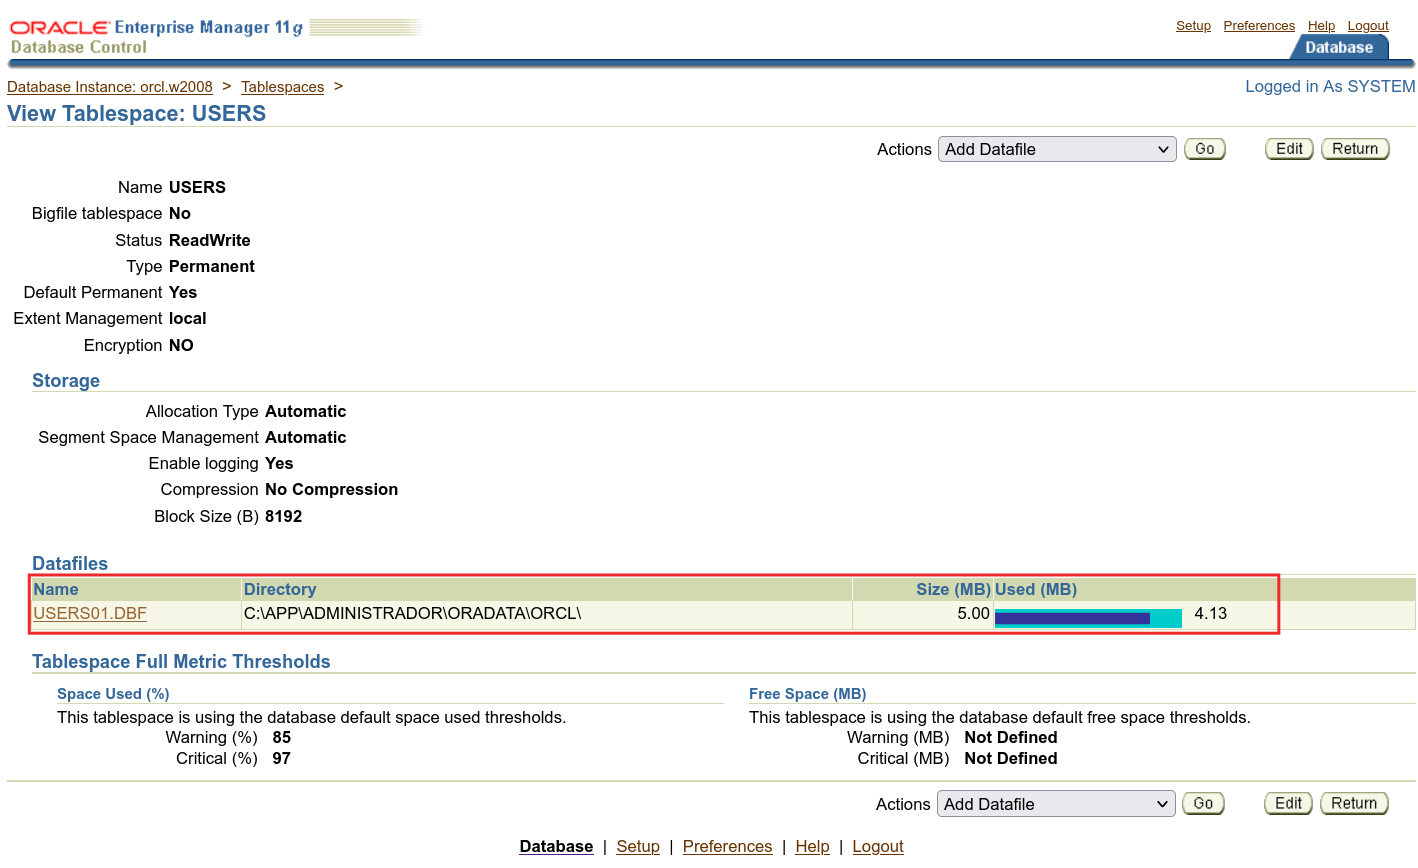 ORACLE Enterprise Manager 11g
Database Control
Setup Preferences Help Logout
Database
Database Instance: orcl.w2008 > Tablespaces >
Logged in As SYSTEM
View Tablespace: USERS
Actions Add Datafile Go Edit Return
Name USERS
Bigfile tablespace No
Status ReadWrite
Type Permanent
Default Permanent Yes
Extent Management local
Encryption NO
Storage
Allocation Type Automatic
Segment Space Management Automatic
Enable logging Yes
Compression No Compression
Block Size (B) 8192
Datafiles
Name Directory Size (MB) Used (MB)
USERS01.DBF C:\APP\ADMINISTRADOR\ORADATA\ORCL\ 5.00 4.13
Tablespace Full Metric Thresholds
Space Used (%)
This tablespace is using the database default space used thresholds.
Warning (%) 85
Critical (%) 97
Free Space (MB)
This tablespace is using the database default free space thresholds.
Warning (MB) Not Defined
Critical (MB) Not Defined
Actions Add Datafile Go Edit Return
Database | Setup | Preferences | Help | Logout